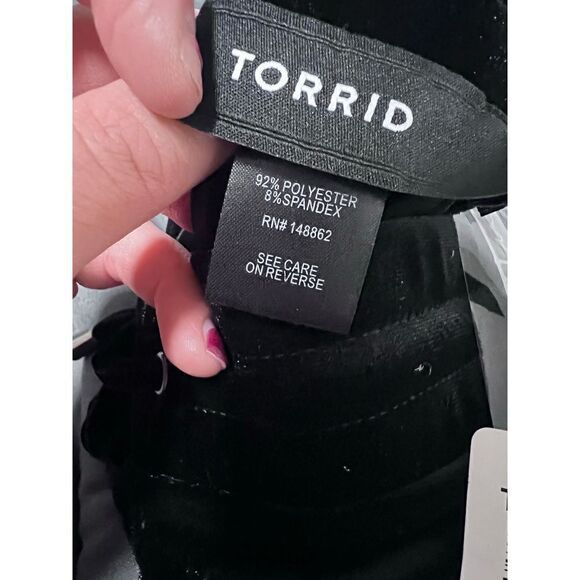 TORRID
92% POLYESTER
8%SPANDEX
RN# 148862
SEE CARE
ON REVERSE